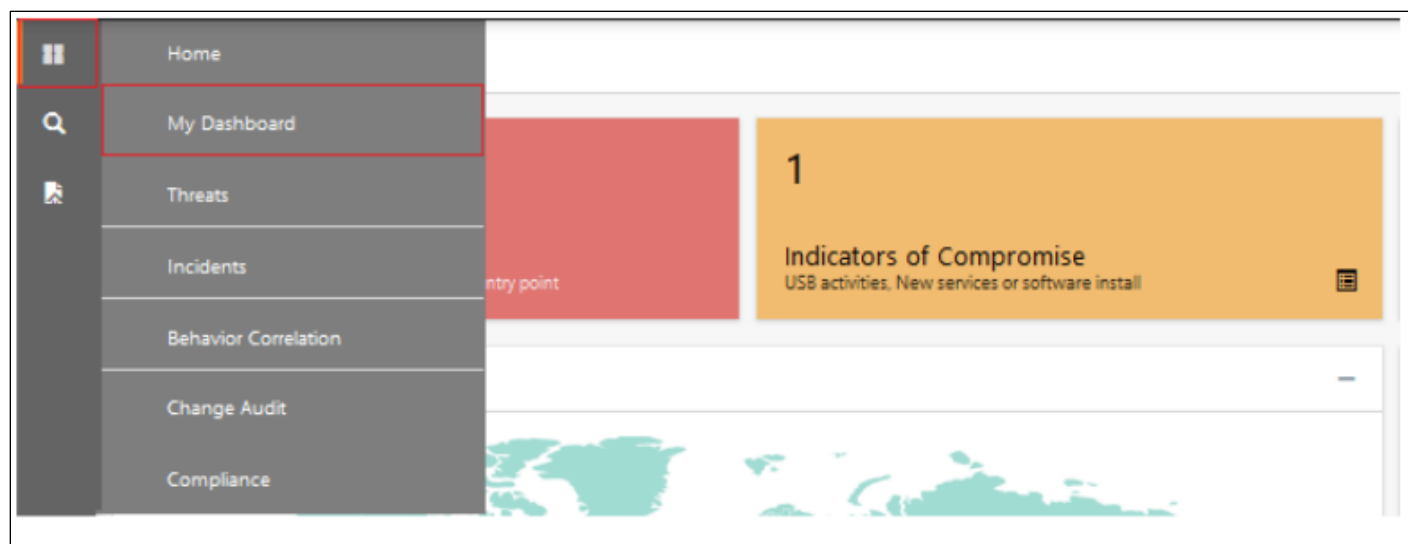 Home
My Dashboard
Threats
Incidents
Behavior Correlation
Change Audit
Compliance
ntry point
1
Indicators of Compromise
USB activities, New services or software install